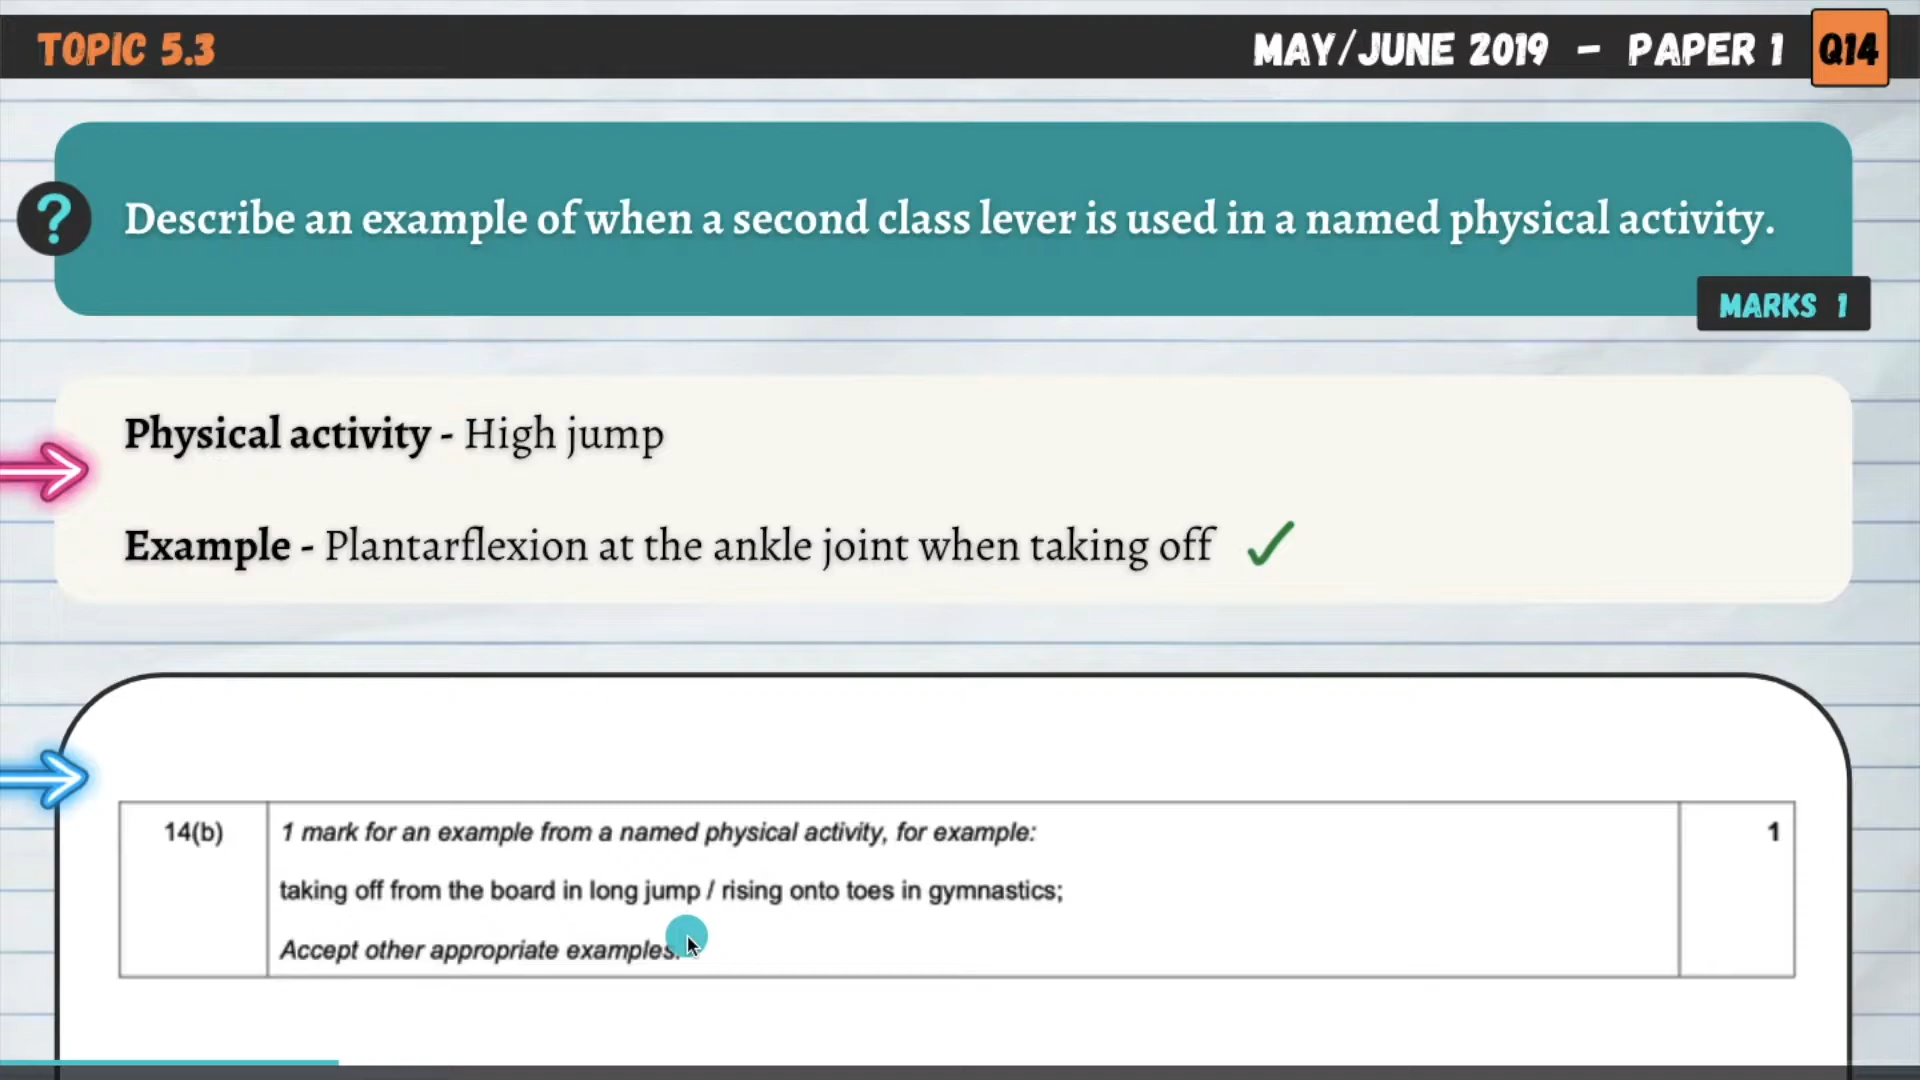 TOPIC 5.3
MAY/JUNE 2019 - PAPER 1 Q14
? Describe an example of when a second class lever is used in a named physical activity.
MARKS 1
Physical activity - High jump
Example - Plantarflexion at the ankle joint when taking off ✓
14(b) 1 mark for an example from a named physical activity, for example: 1
taking off from the board in long jump / rising onto toes in gymnastics;
Accept other appropriate examples.